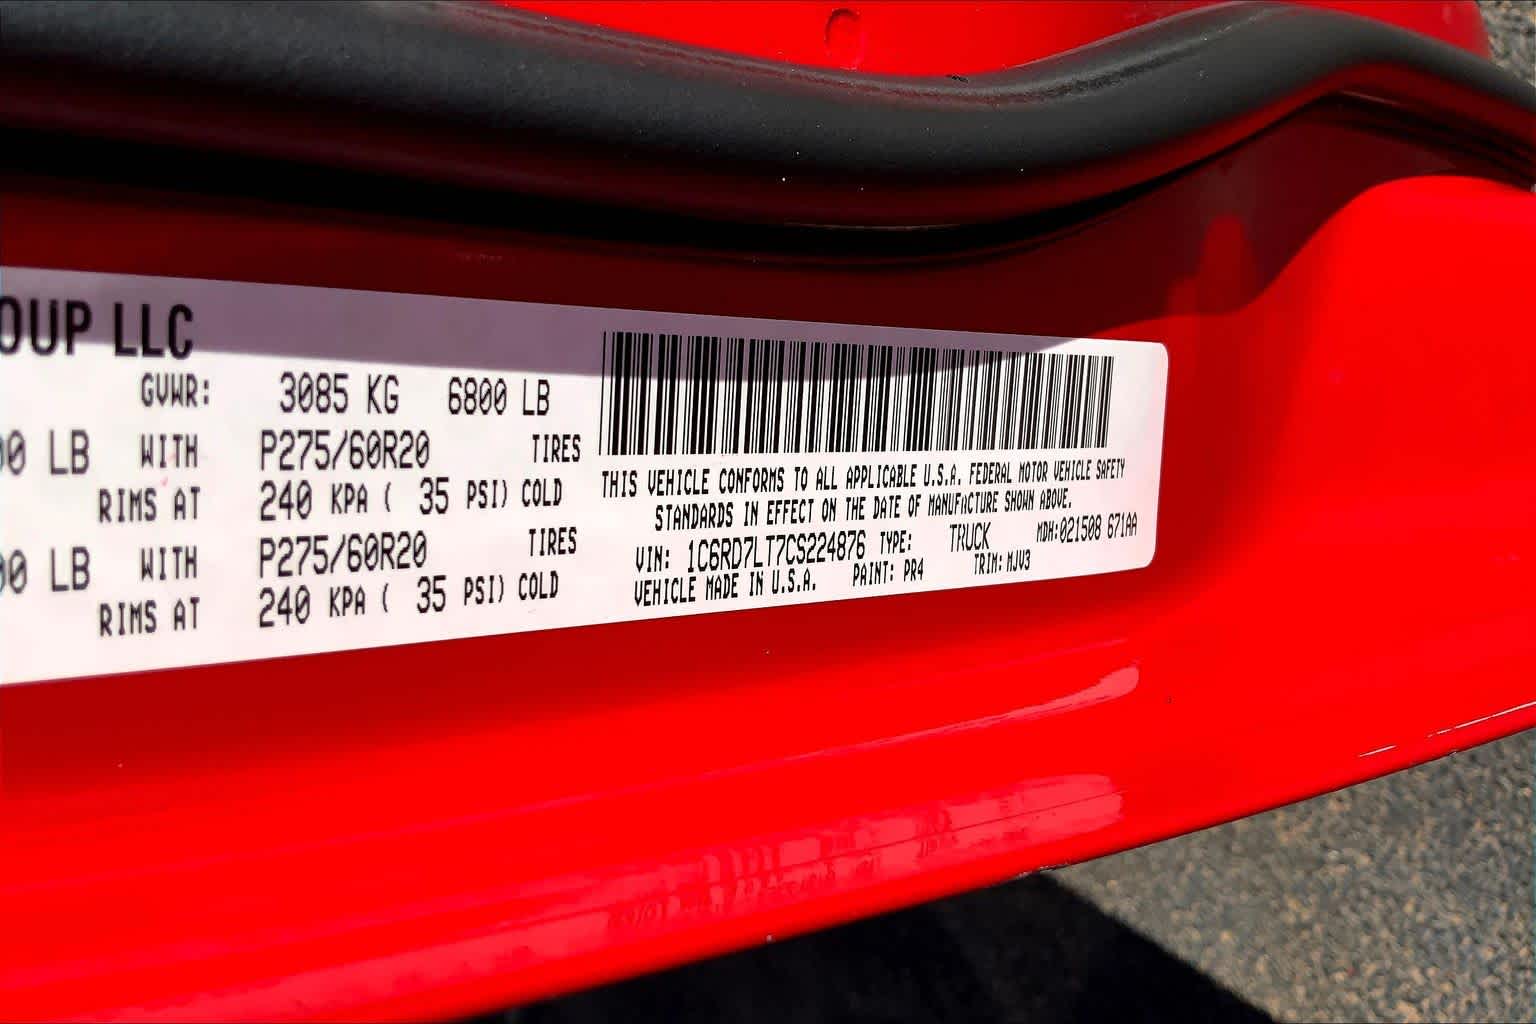 OUP LLC
GVWR: 3085 KG 6800 LB
00 LB WITH P275/60R20 TIRES
RIMS AT 240 KPA ( 35 PSI) COLD
00 LB WITH P275/60R20 TIRES
RIMS AT 240 KPA ( 35 PSI) COLD
THIS VEHICLE CONFORMS TO ALL APPLICABLE U.S.A. FEDERAL MOTOR VEHICLE SAFETY
STANDARDS IN EFFECT ON THE DATE OF MANUFACTURE SHOWN ABOVE.
VIN: 1C6RD7LT7CS224876 TYPE: TRUCK MDH:021508 671AA
VEHICLE MADE IN U.S.A. PAINT: PR4 TRIM: MJV3